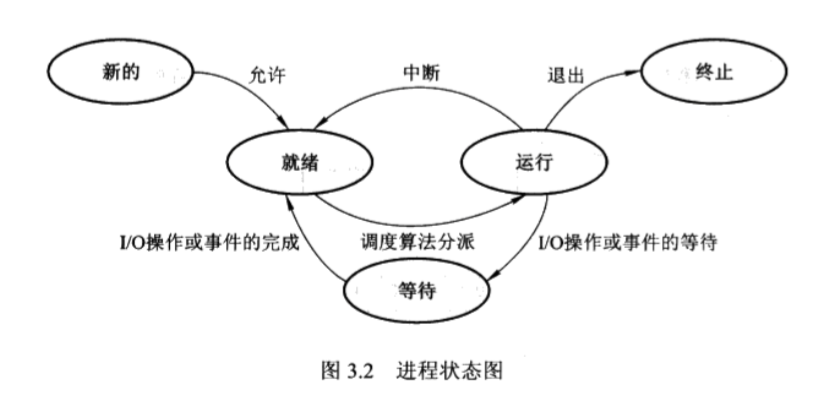 新的
允许
中断
退出
终止
就绪
运行
I/O操作或事件的完成
调度算法分派
I/O操作或事件的等待
等待
图 3.2 进程状态图